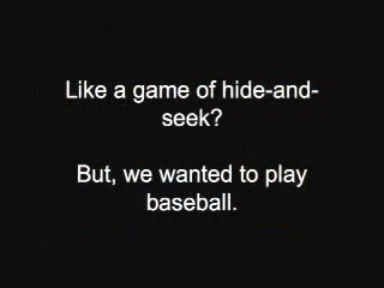 Like a game of hide-and-
seek?
But, we wanted to play
baseball.